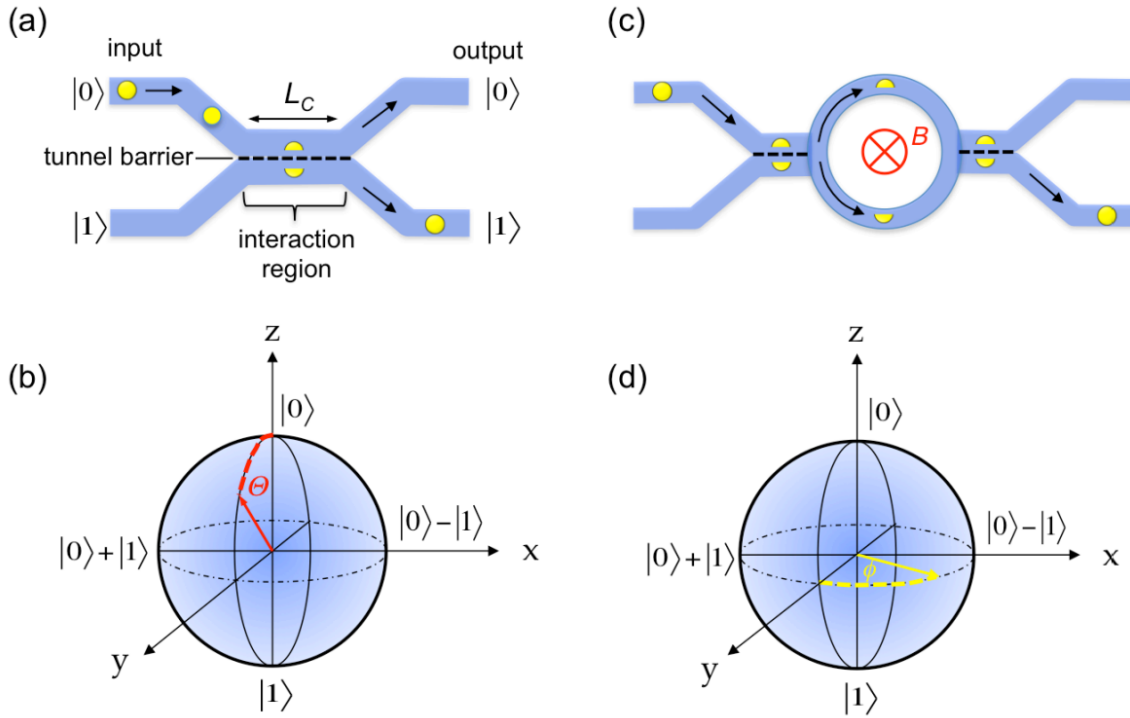 (a)
input
output
|0⟩
L_C
|0⟩
tunnel barrier
|1⟩
|1⟩
interaction
region
(c)
B
(b)
z
|0⟩
Θ
|0⟩−|1⟩
|0⟩+|1⟩
x
y
|1⟩
(d)
z
|0⟩
|0⟩−|1⟩
|0⟩+|1⟩
ϕ
x
y
|1⟩